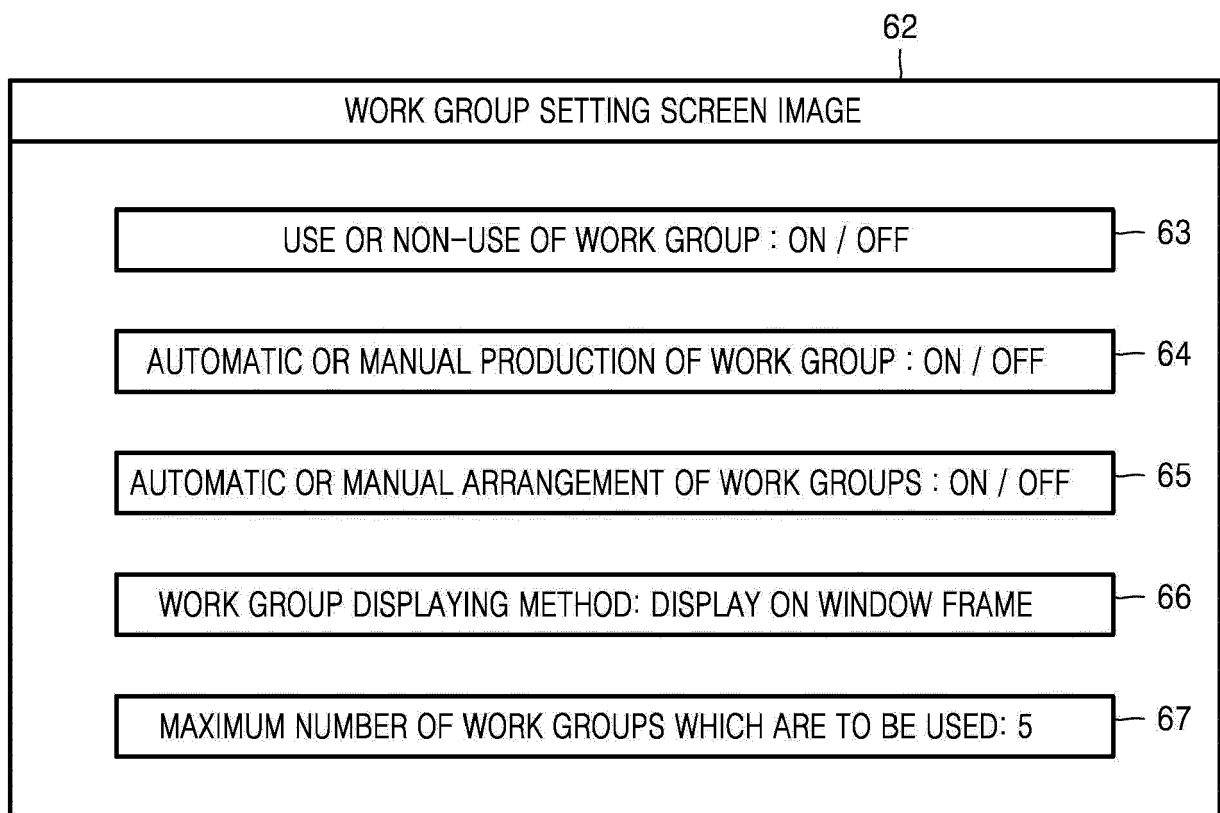 62
WORK GROUP SETTING SCREEN IMAGE
USE OR NON-USE OF WORK GROUP : ON / OFF
63
AUTOMATIC OR MANUAL PRODUCTION OF WORK GROUP : ON / OFF
64
AUTOMATIC OR MANUAL ARRANGEMENT OF WORK GROUPS : ON / OFF
65
WORK GROUP DISPLAYING METHOD: DISPLAY ON WINDOW FRAME
66
MAXIMUM NUMBER OF WORK GROUPS WHICH ARE TO BE USED: 5
67